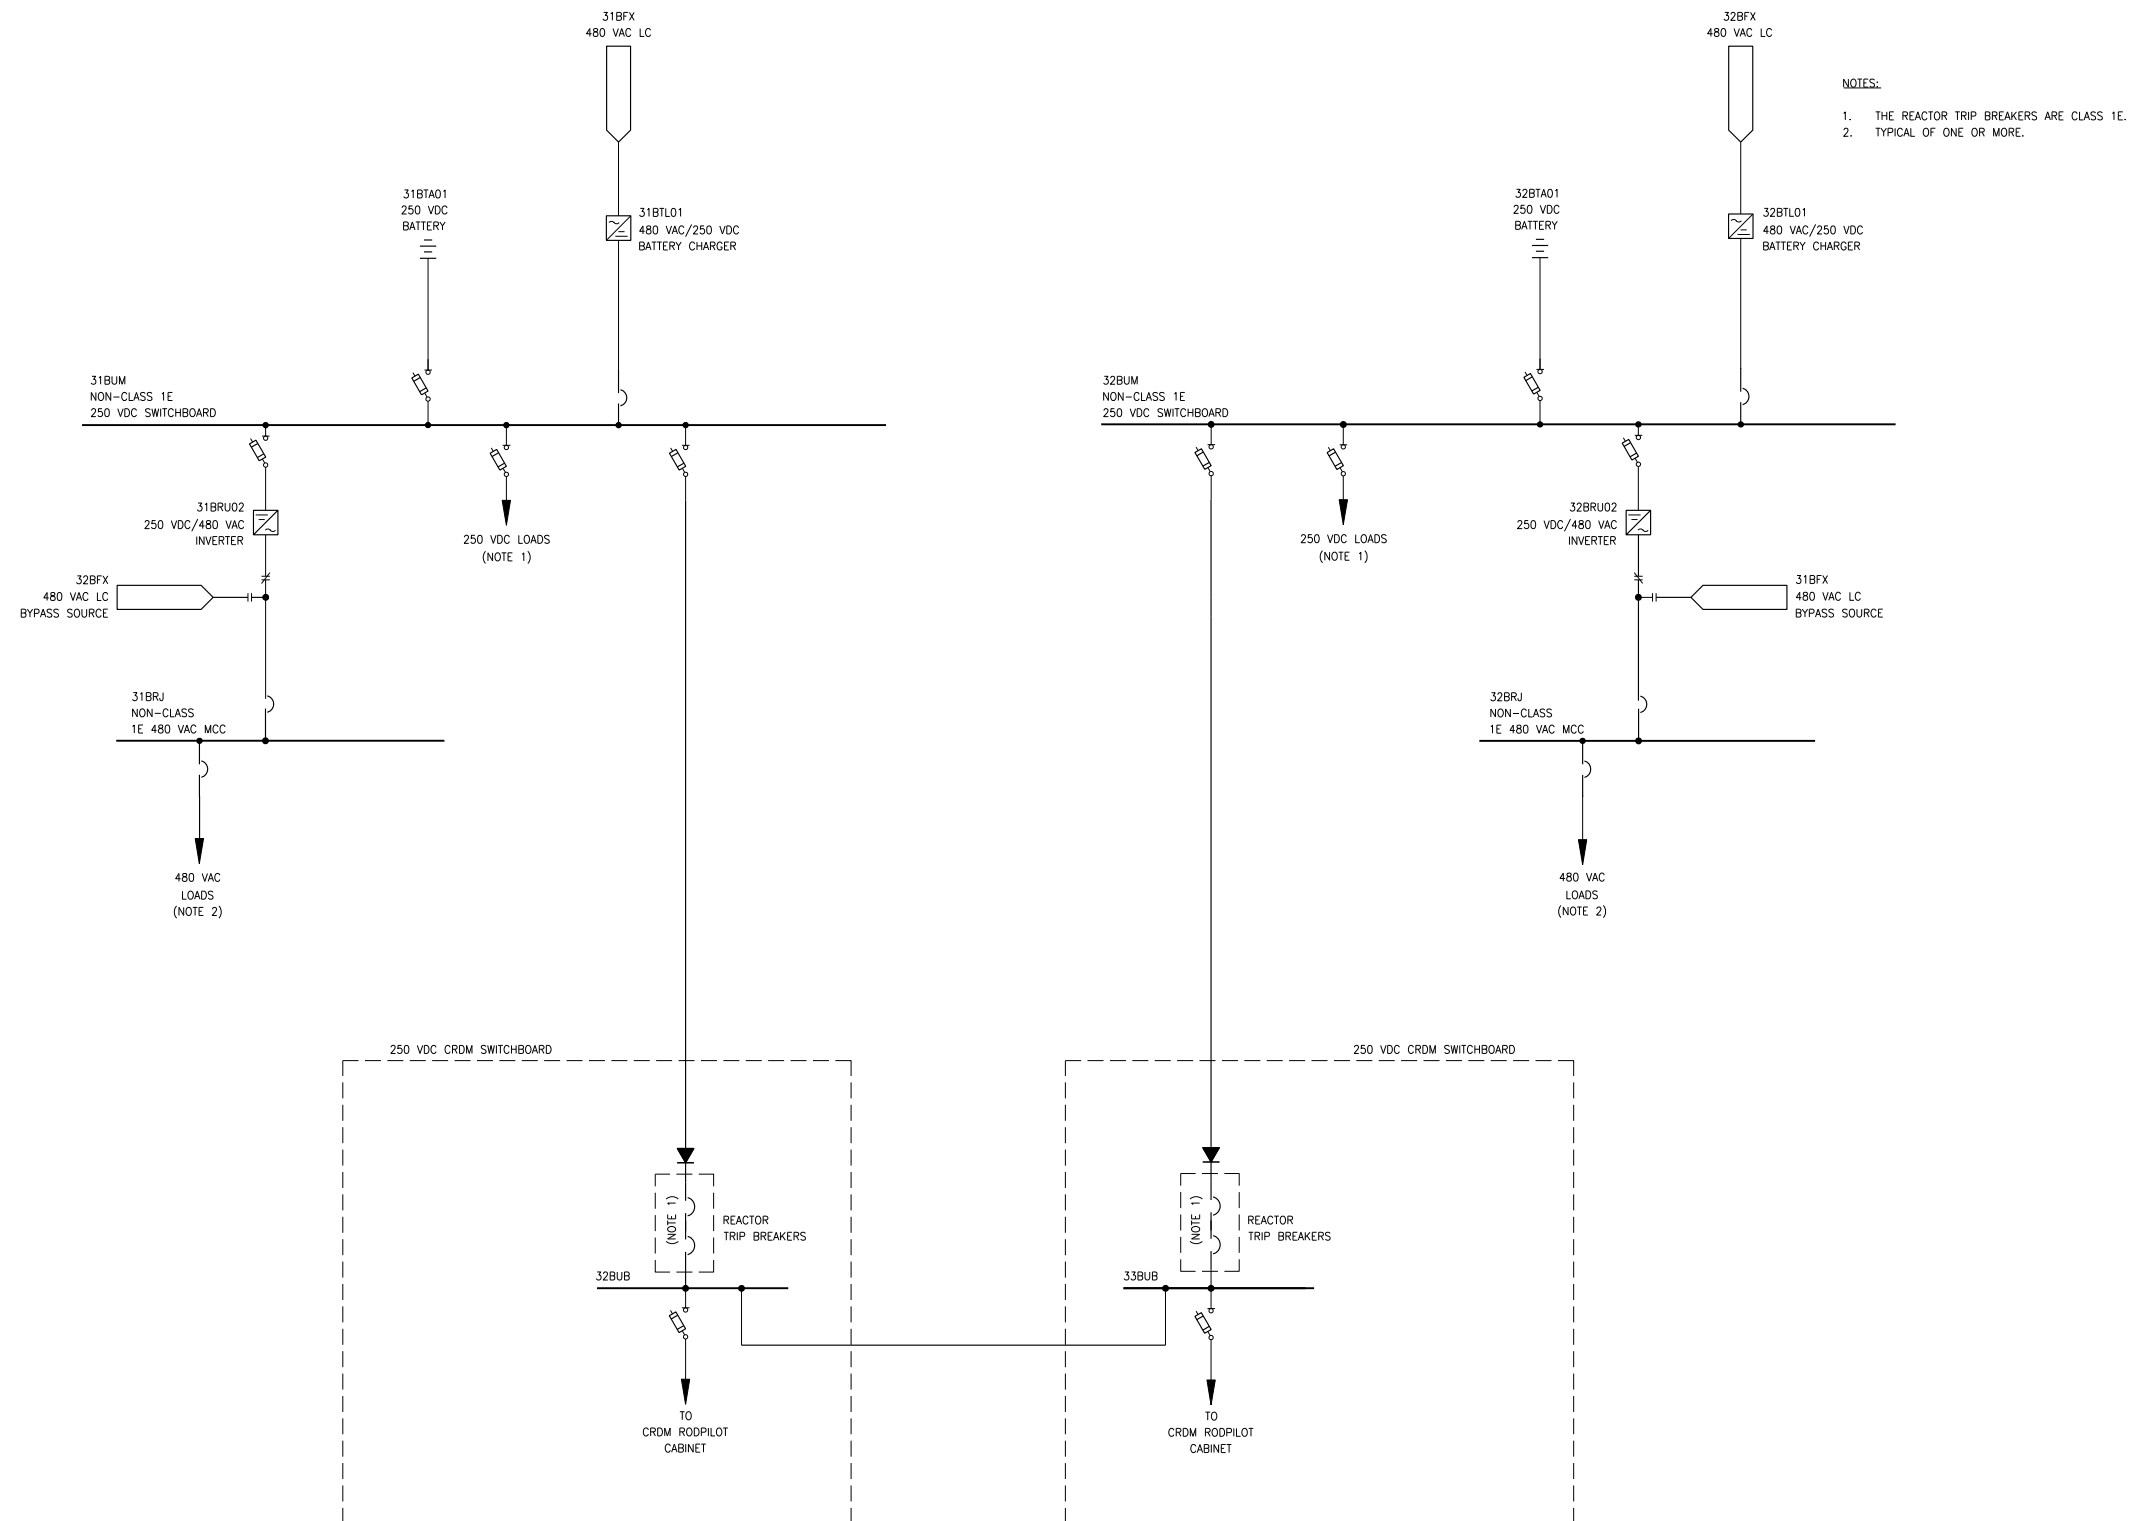 31BFX
480 VAC LC
32BFX
480 VAC LC
NOTES:
1. THE REACTOR TRIP BREAKERS ARE CLASS 1E.
2. TYPICAL OF ONE OR MORE.
31BTA01
250 VDC
BATTERY
31BTL01
480 VAC/250 VDC
BATTERY CHARGER
32BTA01
250 VDC
BATTERY
32BTL01
480 VAC/250 VDC
BATTERY CHARGER
31BUM
NON-CLASS 1E
250 VDC SWITCHBOARD
32BUM
NON-CLASS 1E
250 VDC SWITCHBOARD
31BRU02
250 VDC/480 VAC
INVERTER
250 VDC LOADS
(NOTE 1)
250 VDC LOADS
(NOTE 1)
32BRU02
250 VDC/480 VAC
INVERTER
32BFX
480 VAC LC
BYPASS SOURCE
31BFX
480 VAC LC
BYPASS SOURCE
31BRJ
NON-CLASS
1E 480 VAC MCC
32BRJ
NON-CLASS
1E 480 VAC MCC
480 VAC
LOADS
(NOTE 2)
480 VAC
LOADS
(NOTE 2)
250 VDC CRDM SWITCHBOARD
250 VDC CRDM SWITCHBOARD
(NOTE 1)
REACTOR
TRIP BREAKERS
(NOTE 1)
REACTOR
TRIP BREAKERS
32BUB
33BUB
TO
CRDM RODPILOT
CABINET
TO
CRDM RODPILOT
CABINET